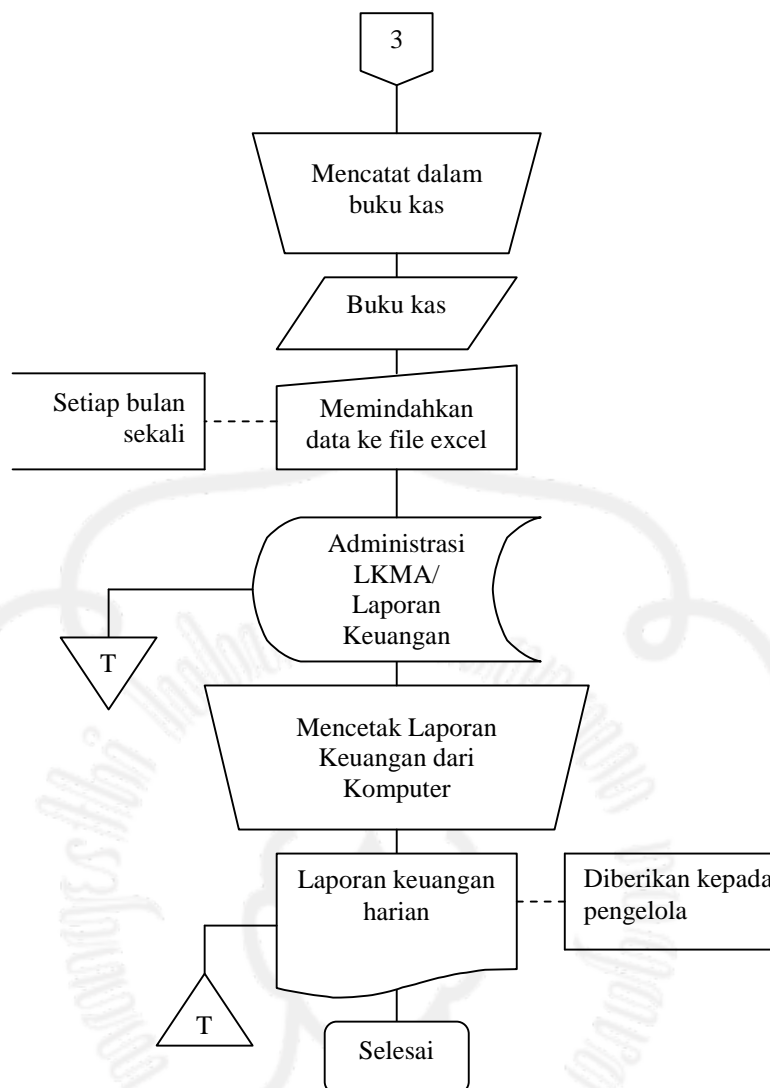 3
Mencatat dalam
buku kas
Buku kas
Setiap bulan
sekali
Memindahkan
data ke file excel
Administrasi
LKMA/
Laporan
Keuangan
T
Mencetak Laporan
Keuangan dari
Komputer
Laporan keuangan
harian
Diberikan kepada
pengelola
T
Selesai